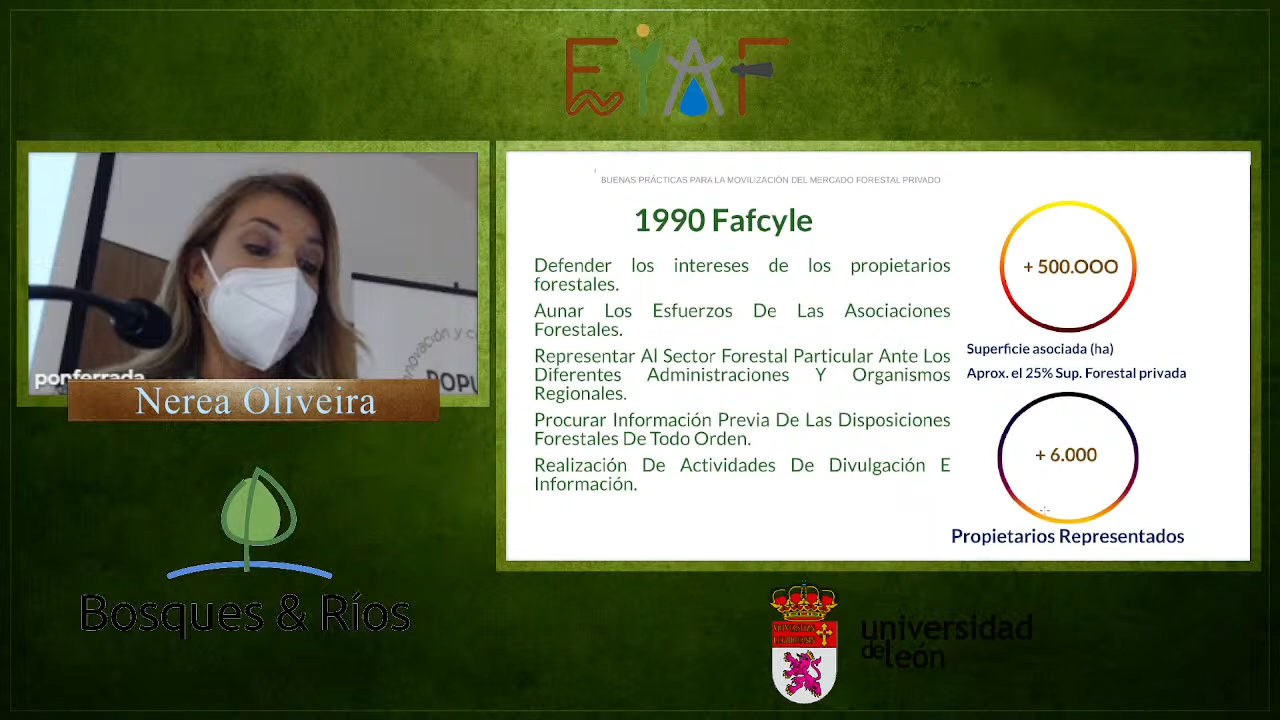 EIAF
BUENAS PRÁCTICAS PARA LA MOVILIZACIÓN DEL MERCADO FORESTAL PRIVADO
1990 Fafcyle
Defender los intereses de los propietarios
forestales.
Aunar Los Esfuerzos De Las Asociaciones
Forestales.
Representar Al Sector Forestal Particular Ante Los
Diferentes Administraciones Y Organismos
Regionales.
Procurar Información Previa De Las Disposiciones
Forestales De Todo Orden.
Realización De Actividades De Divulgación E
Información.
+ 500.OOO
Superficie asociada (ha)
Aprox. el 25% Sup. Forestal privada
+ 6.000
Propietarios Representados
ponferrada
Nerea Oliveira
Bosques & Ríos
universidad
de león